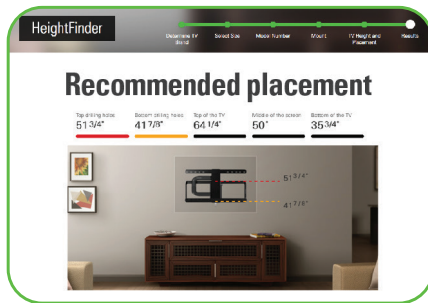 HeightFinder
Determine TV Brand
Select Size
Model Number
Mount
TV Height and Placement
Results
Recommended placement
Top drilling holes
Bottom drilling holes
Top of the TV
Middle of the screen
Bottom of the TV
51 3/4"
41 7/8"
64 1/4"
50"
35 3/4"
51 3/4"
41 7/8"